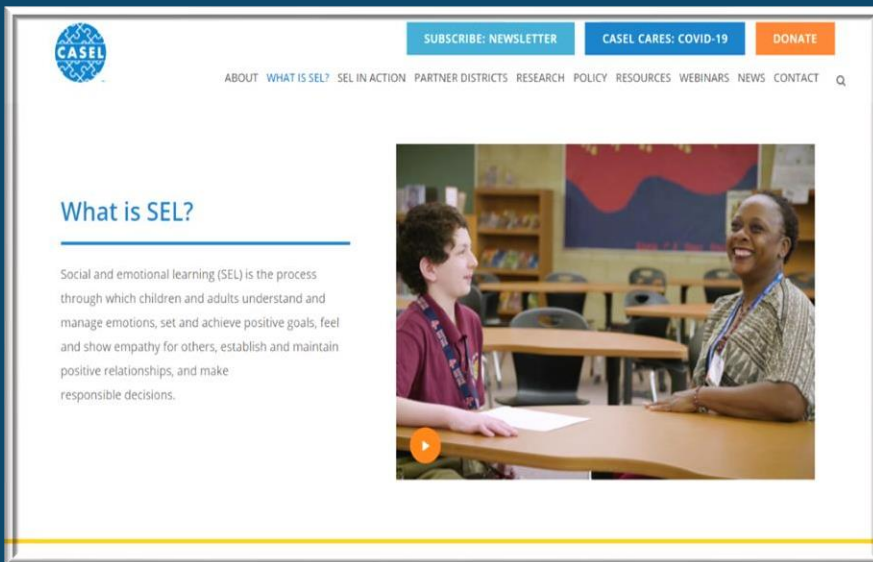 CASEL
SUBSCRIBE: NEWSLETTER
CASEL CARES: COVID-19
DONATE
ABOUT WHAT IS SEL? SEL IN ACTION PARTNER DISTRICTS RESEARCH POLICY RESOURCES WEBINARS NEWS CONTACT
What is SEL?
Social and emotional learning (SEL) is the process
through which children and adults understand and
manage emotions, set and achieve positive goals, feel
and show empathy for others, establish and maintain
positive relationships, and make
responsible decisions.